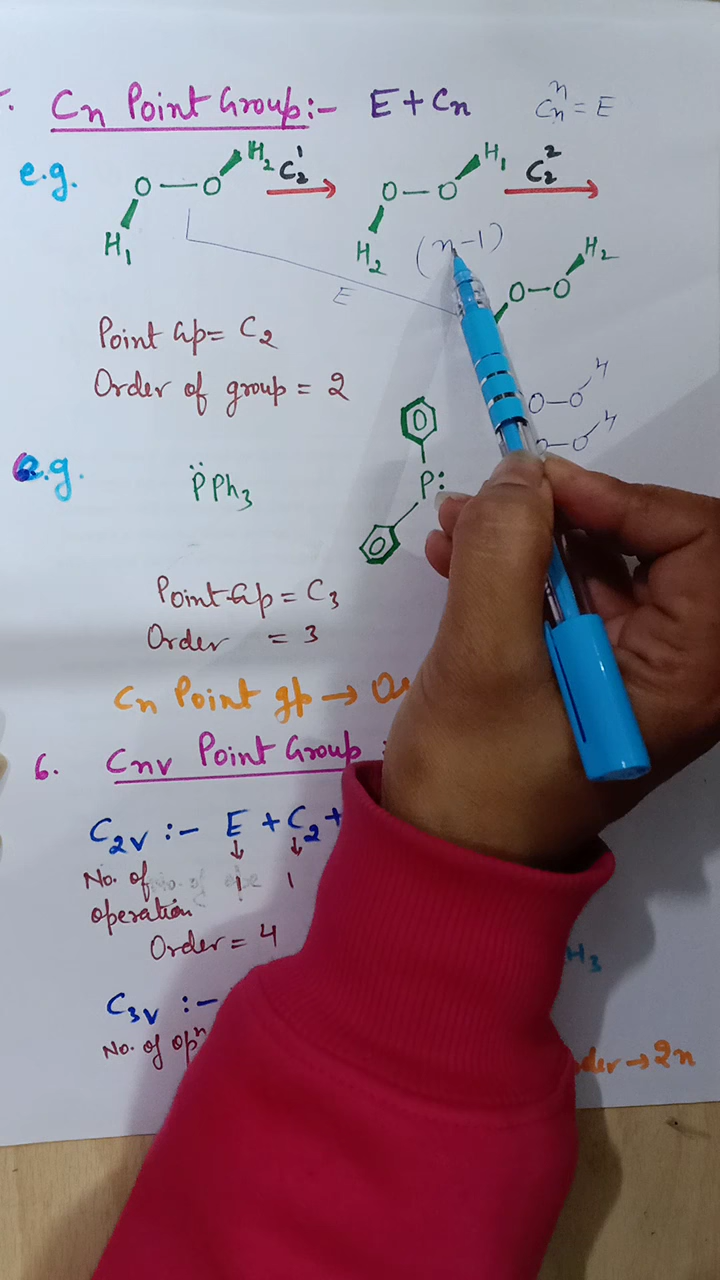 Cn Point Group:- E + Cn Cnn = E
e.g. O — O H2 H1 C21 O — O H1 H2 C22
(n-1)
E
O — O H2
Point Gp = C2
Order of group = 2
O — O H
O — O H
e.g. P̈Ph3
P:
Point Gp = C3
Order = 3
Cn Point gp →
6. Cnv Point Group
C2v :- E + C2 +
No. of operation 1 1
Order = 4
H3
C3v :-
No. of opn
→ 2n